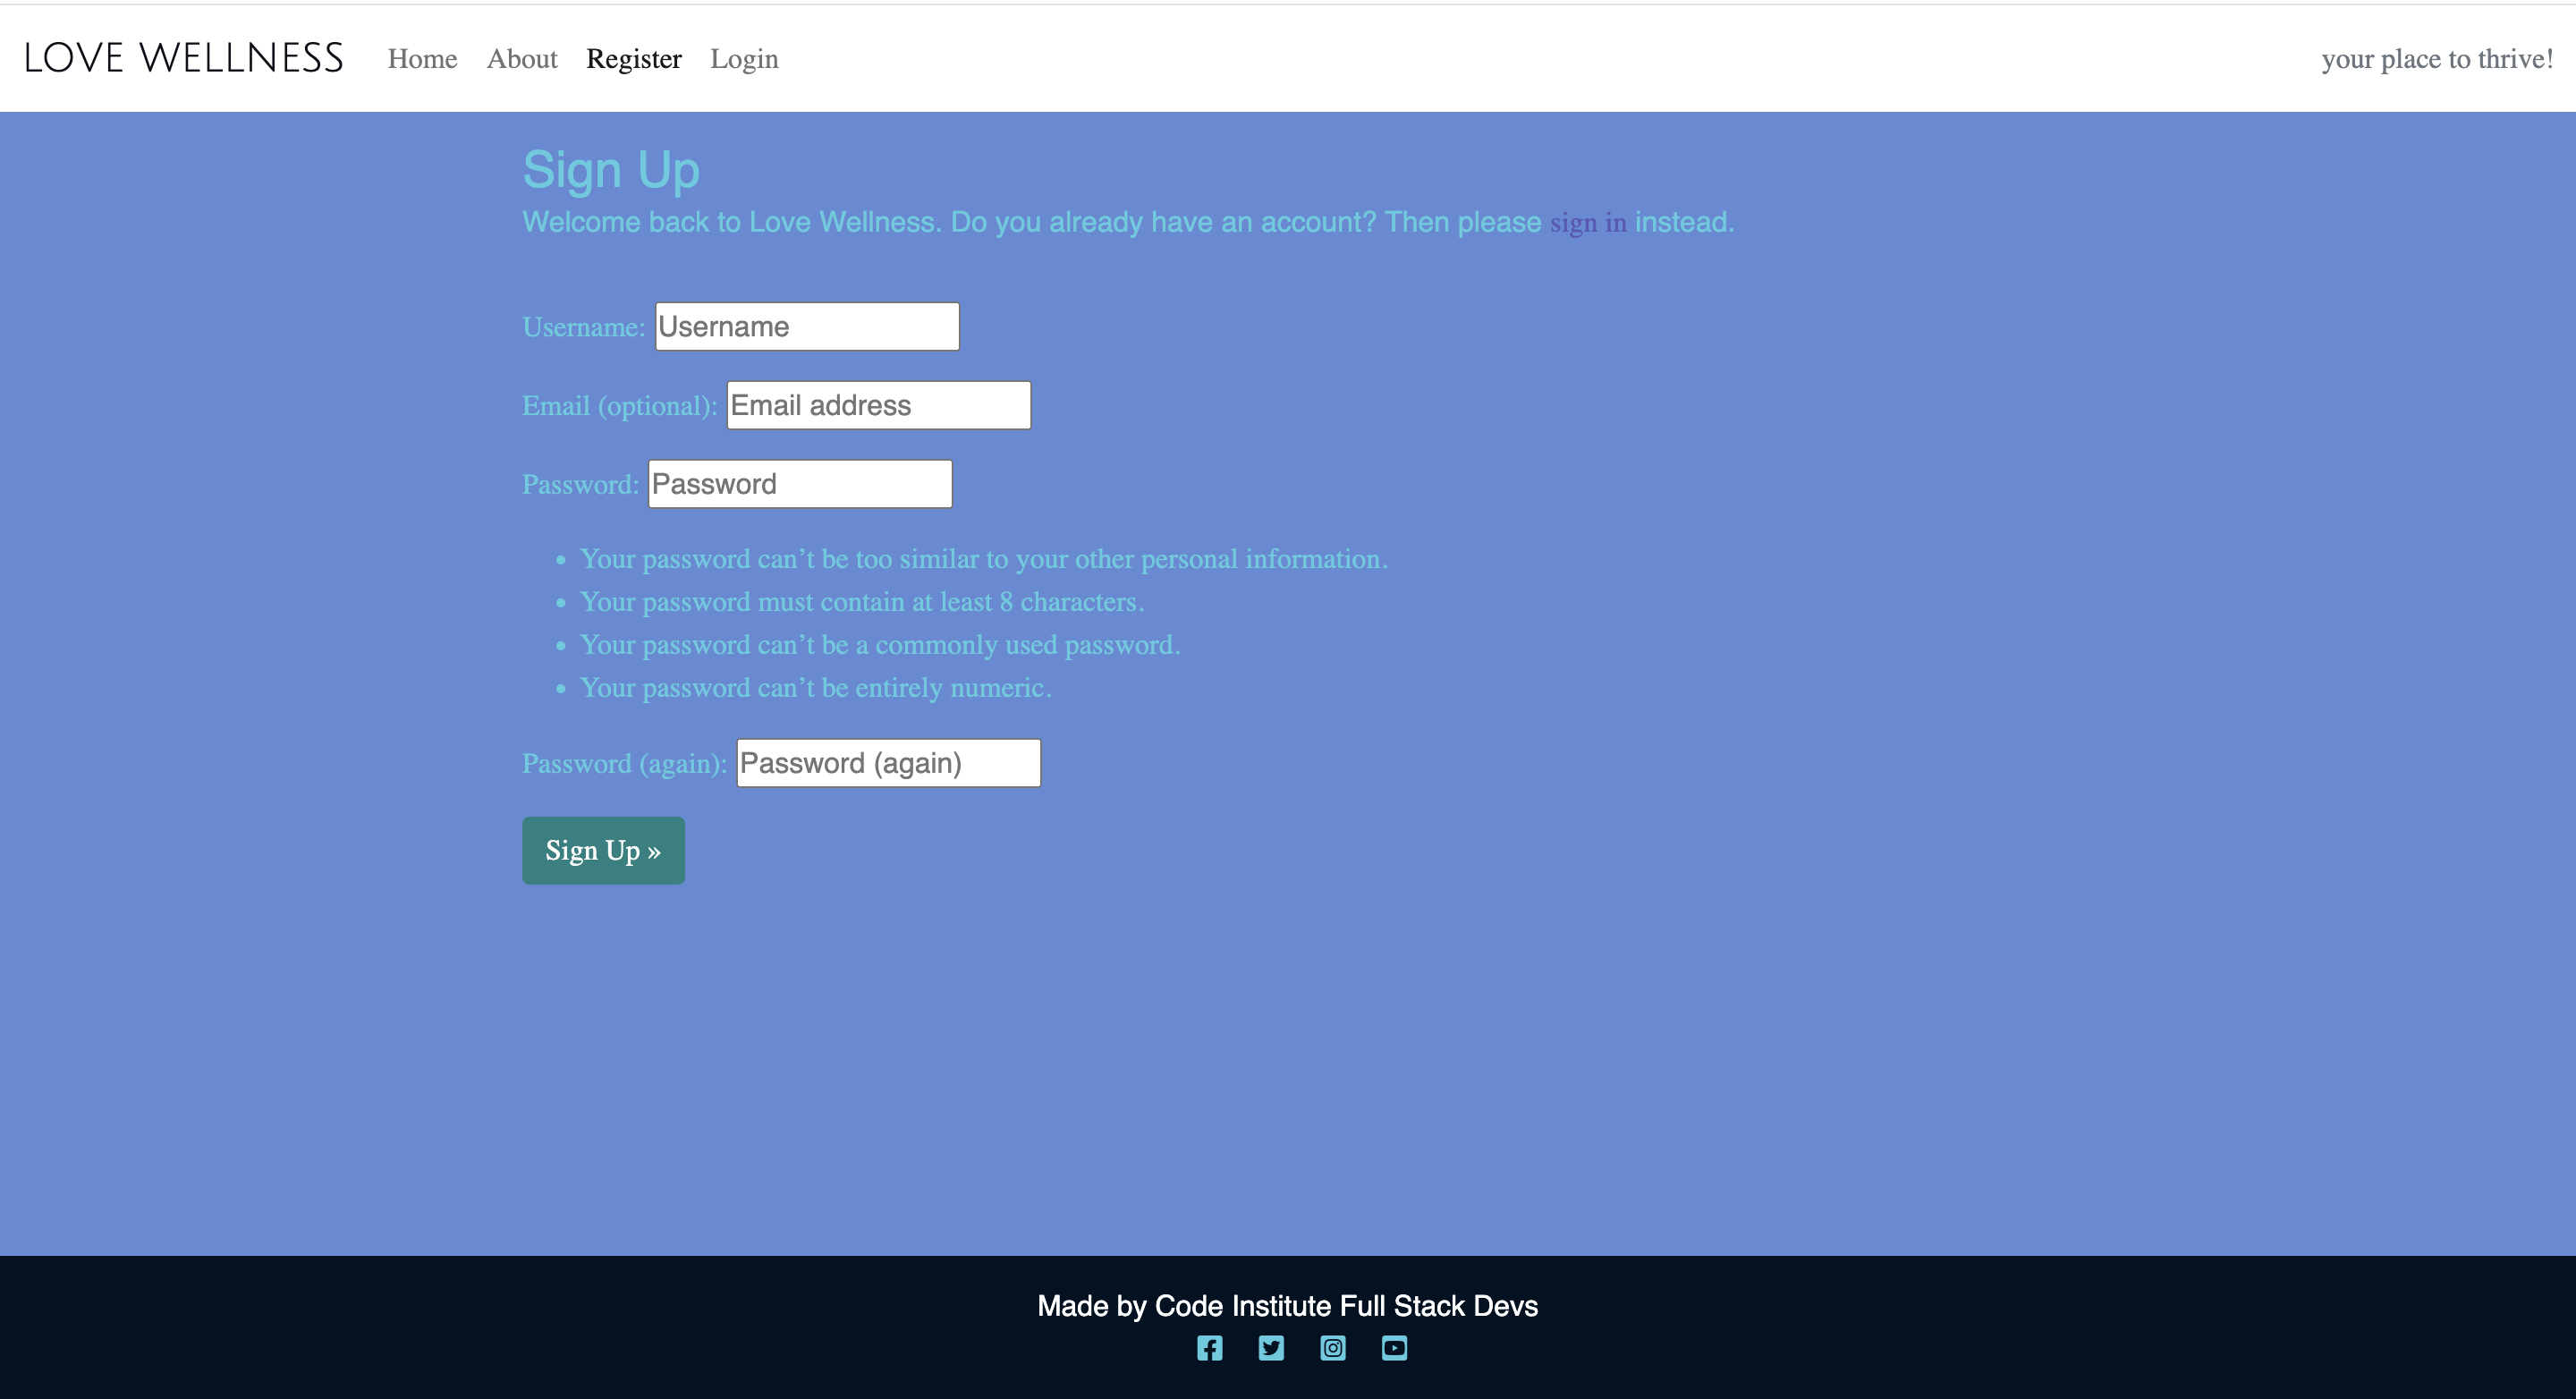 LOVE WELLNESS Home About Register Login your place to thrive!
Sign Up
Welcome back to Love Wellness. Do you already have an account? Then please sign in instead.
Username: Username
Email (optional): Email address
Password: Password
• Your password can’t be too similar to your other personal information.
• Your password must contain at least 8 characters.
• Your password can’t be a commonly used password.
• Your password can’t be entirely numeric.
Password (again): Password (again)
Sign Up »
Made by Code Institute Full Stack Devs